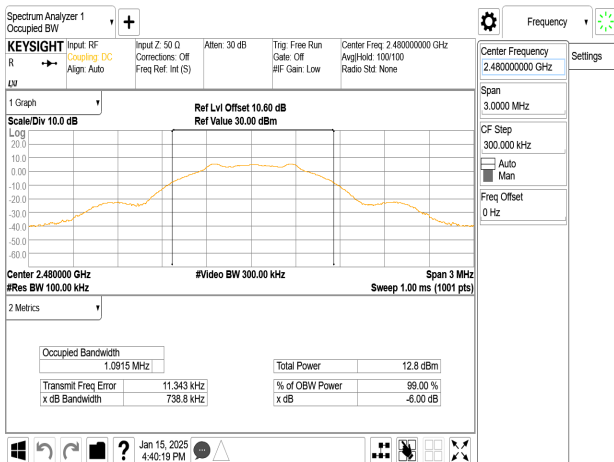 Spectrum Analyzer 1
Occupied BW
Frequency
KEYSIGHT
R
LXI
Input: RF
Coupling: DC
Align: Auto
Input Z: 50 Ω
Corrections: Off
Freq Ref: Int (S)
Atten: 30 dB
Trig: Free Run
Gate: Off
#IF Gain: Low
Center Freq: 2.480000000 GHz
Avg|Hold: 100/100
Radio Std: None
Center Frequency
2.480000000 GHz
Settings
Span
3.0000 MHz
CF Step
300.000 kHz
Auto
Man
Freq Offset
0 Hz
1 Graph
Scale/Div 10.0 dB
Ref Lvl Offset 10.60 dB
Ref Value 30.00 dBm
Log
20.0
10.0
0.00
-10.0
-20.0
-30.0
-40.0
-50.0
-60.0
Center 2.480000 GHz
#Video BW 300.00 kHz
Span 3 MHz
#Res BW 100.00 kHz
Sweep 1.00 ms (1001 pts)
2 Metrics
Occupied Bandwidth
1.0915 MHz
Total Power 12.8 dBm
Transmit Freq Error 11.343 kHz
% of OBW Power 99.00 %
x dB Bandwidth 738.8 kHz
x dB -6.00 dB
?
Jan 15, 2025
4:40:19 PM